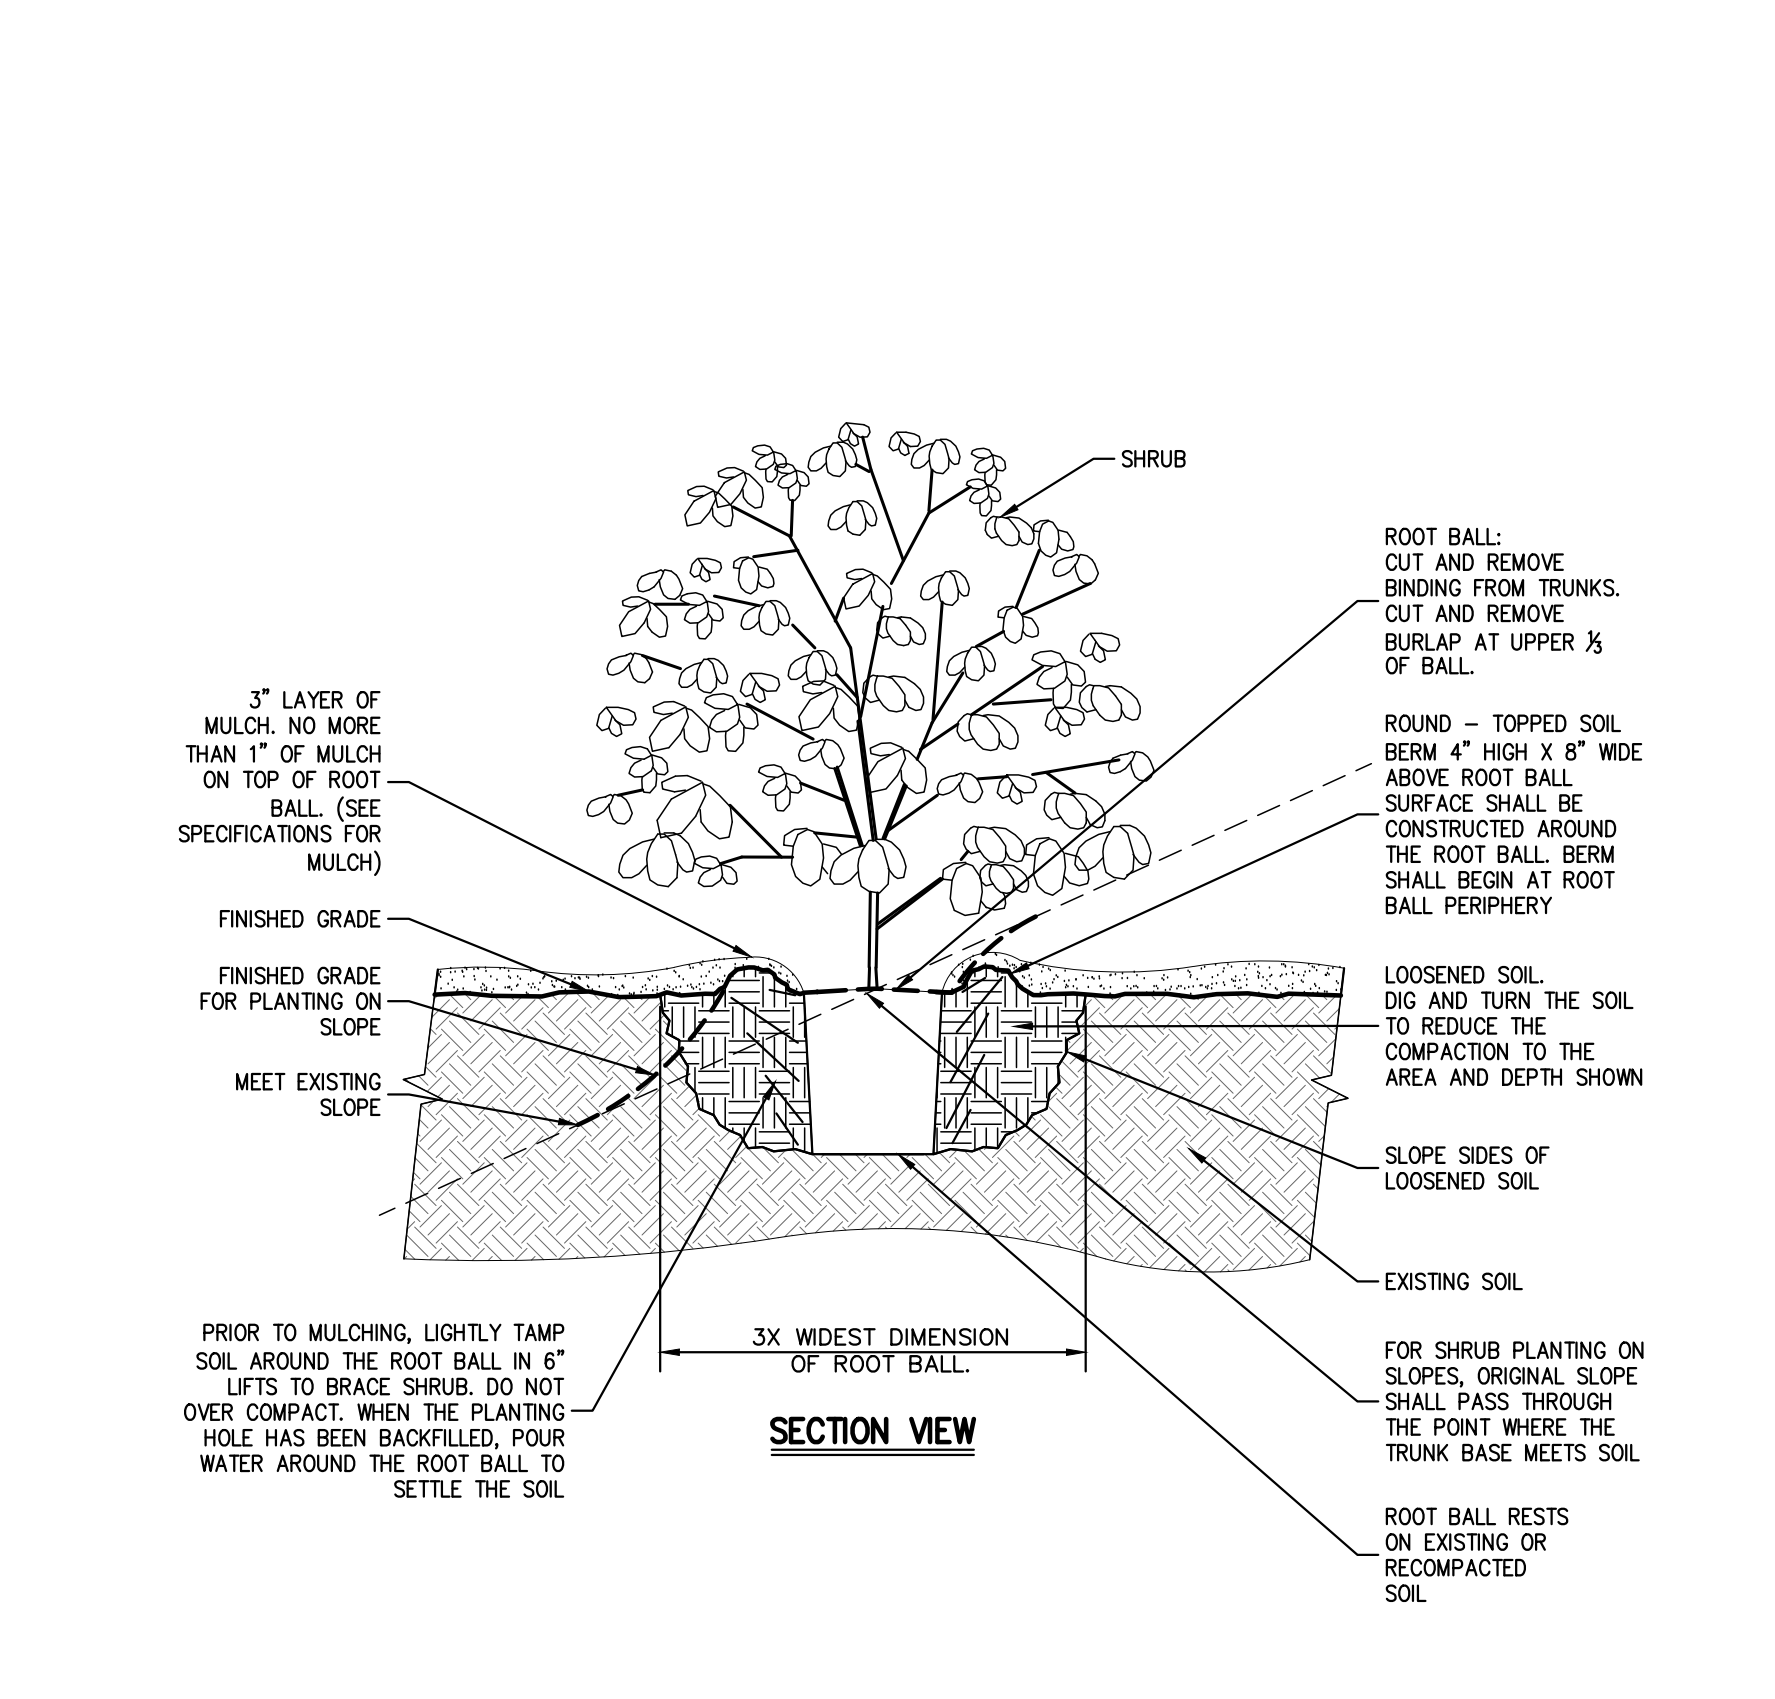 SHRUB
ROOT BALL:
CUT AND REMOVE
BINDING FROM TRUNKS.
CUT AND REMOVE
BURLAP AT UPPER ⅓
OF BALL.
3" LAYER OF
MULCH. NO MORE
THAN 1" OF MULCH
ON TOP OF ROOT
BALL. (SEE
SPECIFICATIONS FOR
MULCH)
ROUND – TOPPED SOIL
BERM 4" HIGH X 8" WIDE
ABOVE ROOT BALL
SURFACE SHALL BE
CONSTRUCTED AROUND
THE ROOT BALL. BERM
SHALL BEGIN AT ROOT
BALL PERIPHERY
FINISHED GRADE
FINISHED GRADE
FOR PLANTING ON
SLOPE
LOOSENED SOIL.
DIG AND TURN THE SOIL
TO REDUCE THE
COMPACTION TO THE
AREA AND DEPTH SHOWN
MEET EXISTING
SLOPE
SLOPE SIDES OF
LOOSENED SOIL
EXISTING SOIL
PRIOR TO MULCHING, LIGHTLY TAMP
SOIL AROUND THE ROOT BALL IN 6"
LIFTS TO BRACE SHRUB. DO NOT
OVER COMPACT. WHEN THE PLANTING
HOLE HAS BEEN BACKFILLED, POUR
WATER AROUND THE ROOT BALL TO
SETTLE THE SOIL
3X WIDEST DIMENSION
OF ROOT BALL.
SECTION VIEW
FOR SHRUB PLANTING ON
SLOPES, ORIGINAL SLOPE
SHALL PASS THROUGH
THE POINT WHERE THE
TRUNK BASE MEETS SOIL
ROOT BALL RESTS
ON EXISTING OR
RECOMPACTED
SOIL